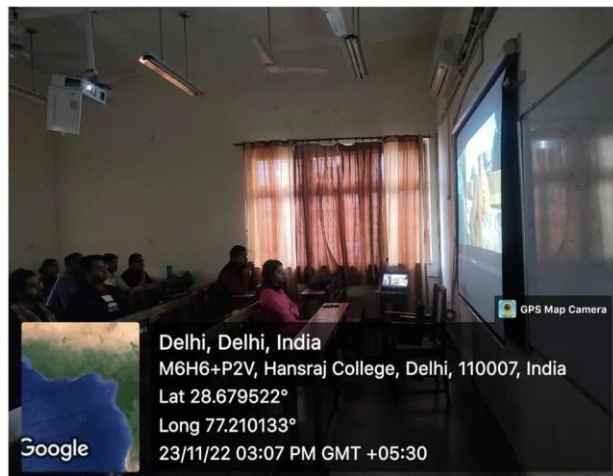 GPS Map Camera
Delhi, Delhi, India
M6H6+P2V, Hansraj College, Delhi, 110007, India
Lat 28.679522°
Long 77.210133°
23/11/22 03:07 PM GMT +05:30
Google